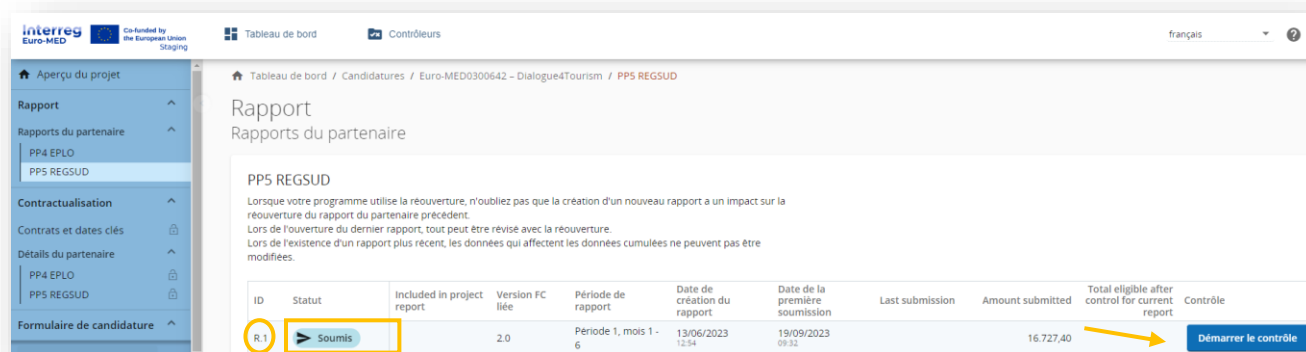 Interreg
Euro-MED
Co-funded by
the European Union
Staging
Tableau de bord
Contrôleurs
français
Aperçu du projet
Tableau de bord / Candidatures / Euro-MED0300642 – Dialogue4Tourism / PP5 REGSUD
Rapport
Rapports du partenaire
PP4 EPLO
PP5 REGSUD
Contractualisation
Contrats et dates clés
Détails du partenaire
PP4 EPLO
PP5 REGSUD
Formulaire de candidature
Rapport
Rapports du partenaire
PP5 REGSUD
Lorsque votre programme utilise la réouverture, n'oubliez pas que la création d'un nouveau rapport a un impact sur la
réouverture du rapport du partenaire précédent.
Lors de l'ouverture du dernier rapport, tout peut être révisé avec la réouverture.
Lors de l'existence d'un rapport plus récent, les données qui affectent les données cumulées ne peuvent pas être
modifiées.
ID
Statut
Included in project
report
Version FC
liée
Période de
rapport
Date de
création du
rapport
Date de la
première
soumission
Last submission
Amount submitted
Total eligible after
control for current
report
Contrôle
R.1
Soumis
2.0
Période 1, mois 1 -
6
13/06/2023
12:54
19/09/2023
09:32
16.727,40
Démarrer le contrôle